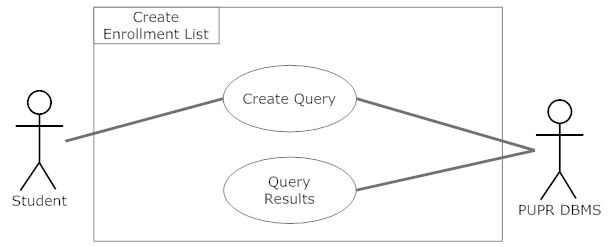 Create
Enrollment List
Create Query
Query
Results
Student
PUPR DBMS